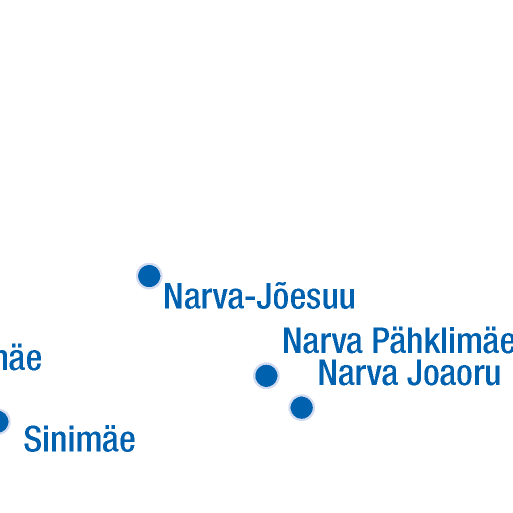 Narva-Jõesuu
Narva Pähklimäe
mäe
Narva Joaoru
Sinimäe